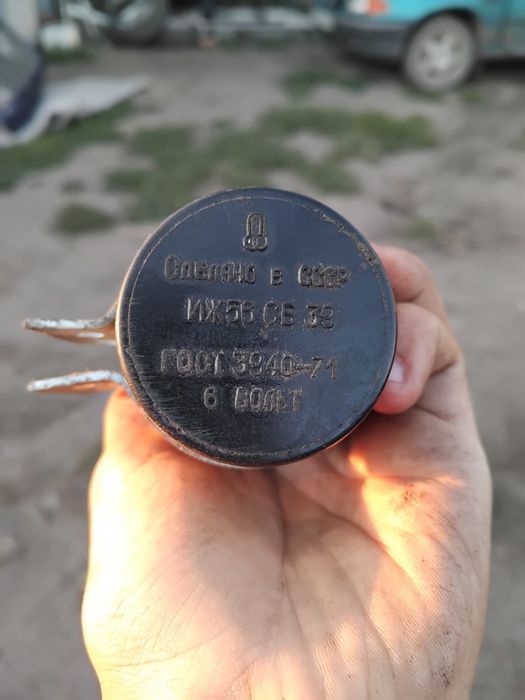 Сделано в СССР
ИЖ56 СБ 39
ГОСТ 3940-71
6 ВОЛЬТ